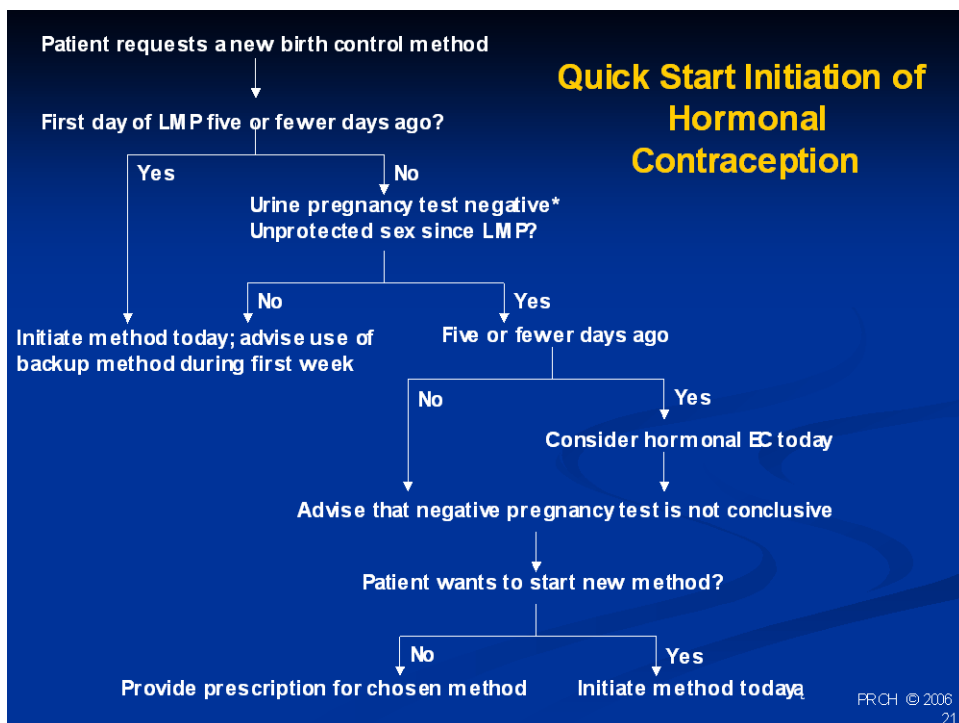 Patient requests a new birth control method
Quick Start Initiation of
Hormonal
Contraception
First day of LMP five or fewer days ago?
Yes
No
Urine pregnancy test negative*
Unprotected sex since LMP?
No
Yes
Initiate method today; advise use of
backup method during first week
Five or fewer days ago
No
Yes
Consider hormonal EC today
Advise that negative pregnancy test is not conclusive
Patient wants to start new method?
No
Yes
Provide prescription for chosen method
Initiate method todayą
PRCH © 2006
21